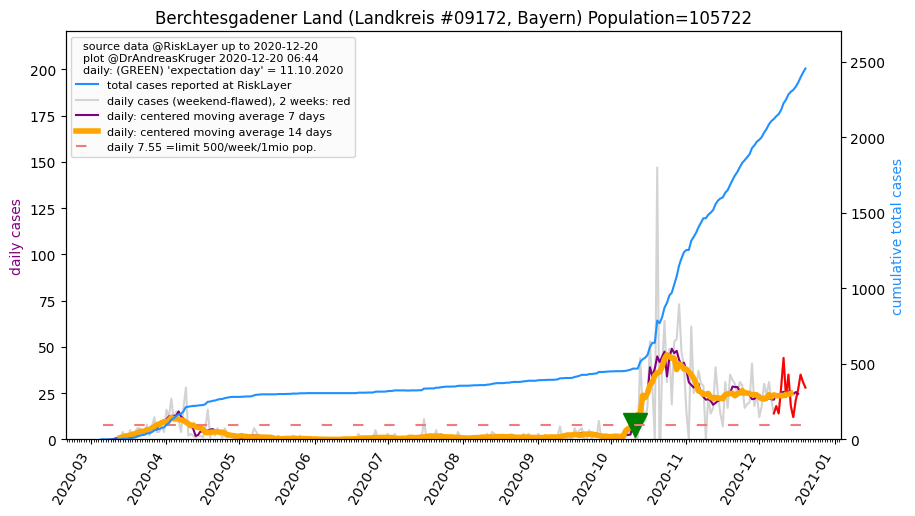 Berchtesgadener Land (Landkreis #09172, Bayern) Population=105722
source data @RiskLayer up to 2020-12-20
plot @DrAndreasKruger 2020-12-20 06:44
daily: (GREEN) 'expectation day' = 11.10.2020
total cases reported at RiskLayer
daily cases (weekend-flawed), 2 weeks: red
daily: centered moving average 7 days
daily: centered moving average 14 days
daily 7.55 =limit 500/week/1mio pop.
daily cases
200
175
150
125
100
75
50
25
0
2500
2000
1500
1000
500
0
cumulative total cases
2020-03
2020-04
2020-05
2020-06
2020-07
2020-08
2020-09
2020-10
2020-11
2020-12
2021-01